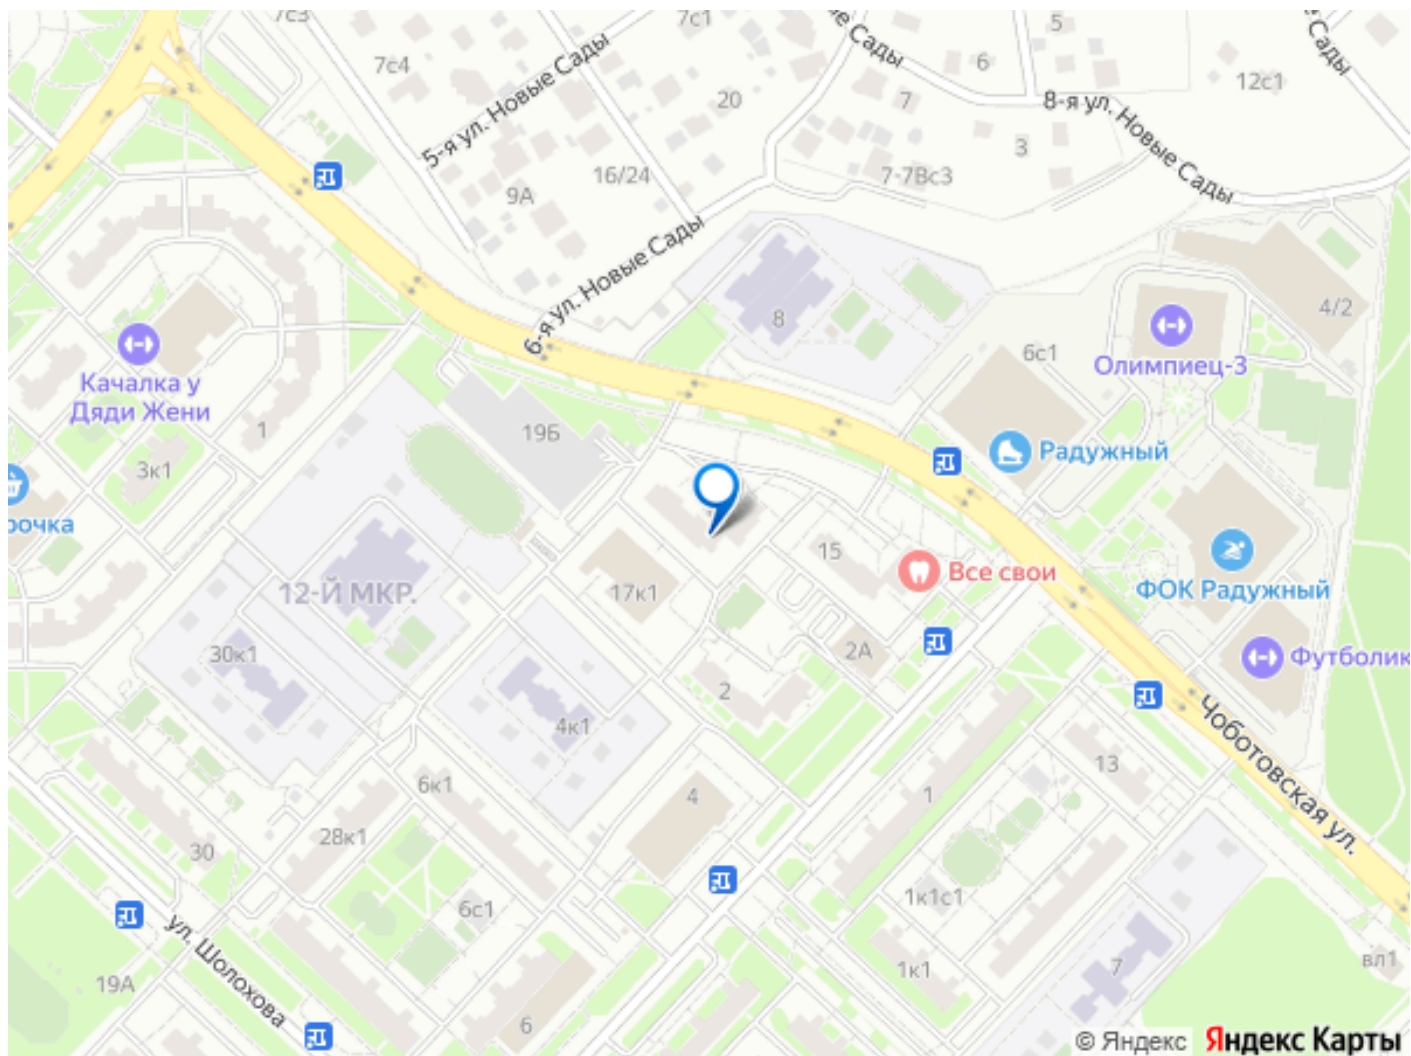 7с3
7с1
7с4
5-я ул. Новые Сады
20
16/24
9А
6-я ул. Новые Сады
ые Сады
5
6
7
3
8-я ул. Новые Сады
12с1
Сады
7-7Вс3
8
6с1
4/2
Олимпиец-3
Качалка у
Дяди Жени
1
3к1
рочка
19Б
Радужный
12-Й МКР.
17к1
15
Все свои
ФОК Радужный
2А
Футболик
30к1
2
4к1
Чоботовская ул.
13
6к1
4
1
28к1
30
6с1
1к1с1
ул. Шолохова
19А
6
1к1
7
вл1
© Яндекс Яндекс Карты